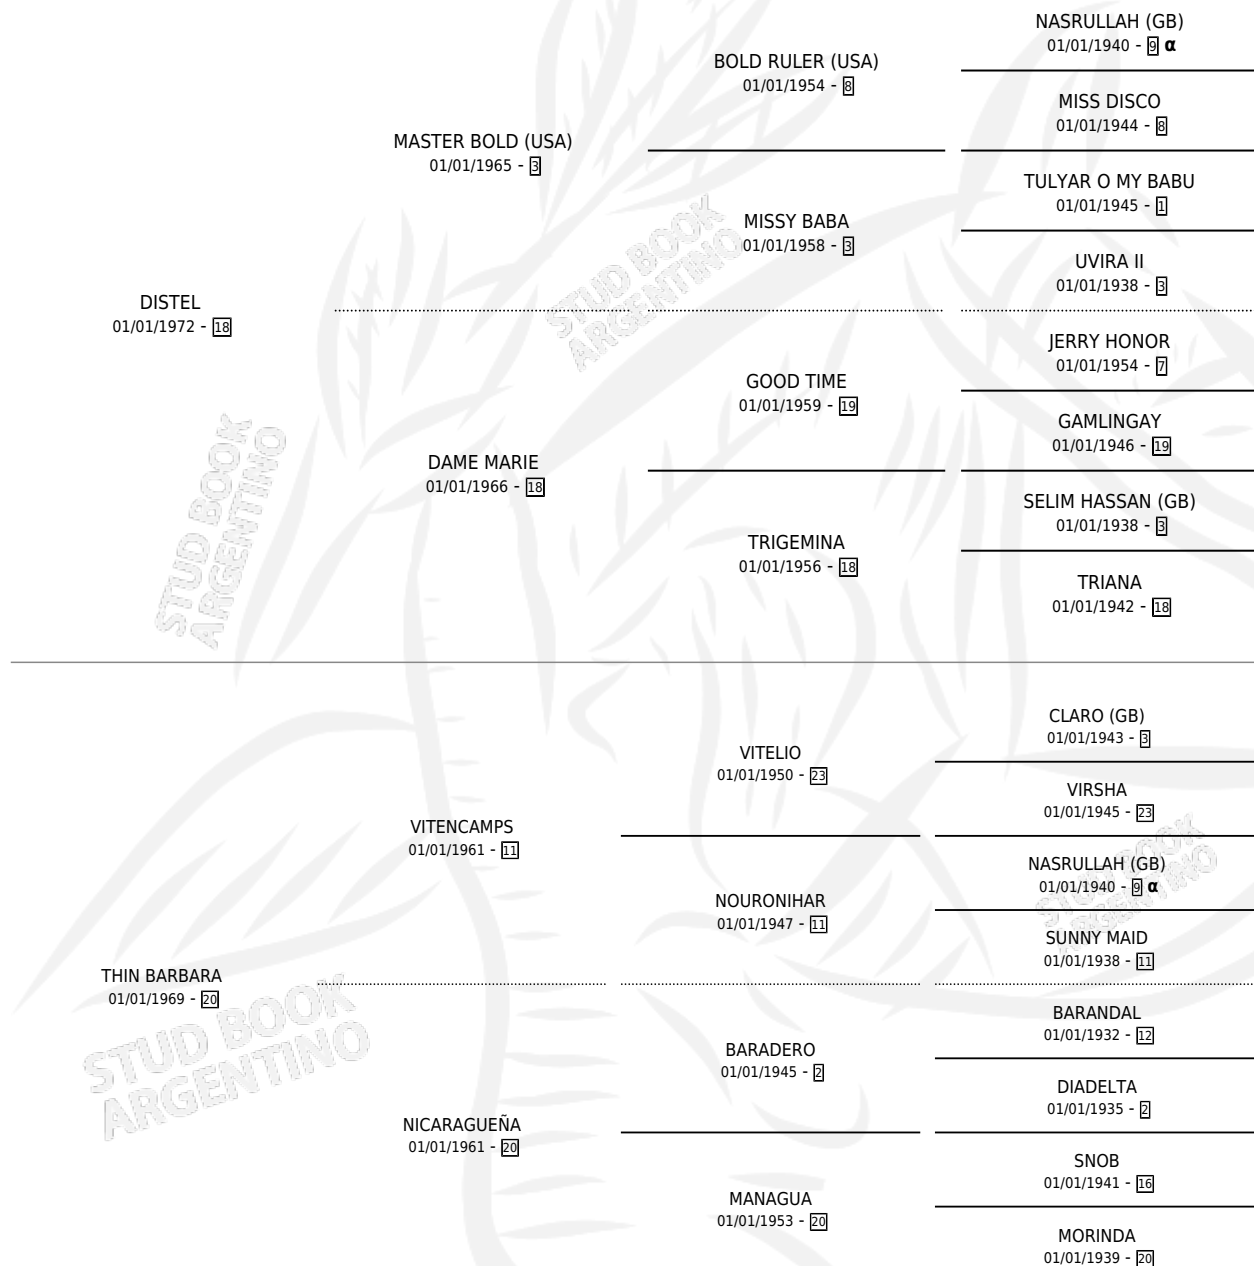 NASRULLAH (GB)
01/01/1940 - 9 α
BOLD RULER (USA)
01/01/1954 - 8
MISS DISCO
01/01/1944 - 8
MASTER BOLD (USA)
01/01/1965 - 3
TULYAR O MY BABU
01/01/1945 - 1
MISSY BABA
01/01/1958 - 3
UVIRA II
01/01/1938 - 3
DISTEL
01/01/1972 - 18
JERRY HONOR
01/01/1954 - 7
GOOD TIME
01/01/1959 - 19
GAMLINGAY
01/01/1946 - 19
DAME MARIE
01/01/1966 - 18
SELIM HASSAN (GB)
01/01/1938 - 3
TRIGEMINA
01/01/1956 - 18
TRIANA
01/01/1942 - 18
CLARO (GB)
01/01/1943 - 3
VITELIO
01/01/1950 - 23
VIRSHA
01/01/1945 - 23
VITENCAMPS
01/01/1961 - 11
NASRULLAH (GB)
01/01/1940 - 9 α
NOURONIHAR
01/01/1947 - 11
SUNNY MAID
01/01/1938 - 11
THIN BARBARA
01/01/1969 - 20
BARANDAL
01/01/1932 - 12
BARADERO
01/01/1945 - 2
DIADELTA
01/01/1935 - 2
NICARAGUEÑA
01/01/1961 - 20
SNOB
01/01/1941 - 16
MANAGUA
01/01/1953 - 20
MORINDA
01/01/1939 - 20
STUD BOOK
ARGENTINO
STUD BOOK
ARGENTINO
STUD BOOK
ARGENTINO
STUD BOOK
ARGENTINO